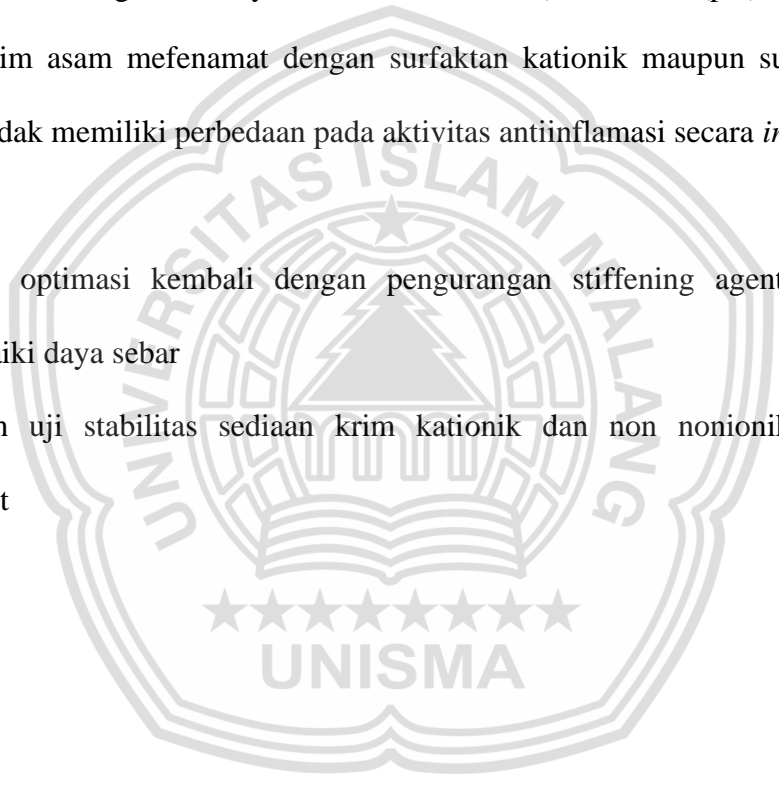 im asam mefenamat dengan surfaktan kationik maupun su
dak memiliki perbedaan pada aktivitas antiinflamasi secara in
optimasi kembali dengan pengurangan stiffening agent
iki daya sebar
n uji stabilitas sediaan krim kationik dan non nonionik
t
UNIVERSITAS ISLAM MALANG
UNISMA